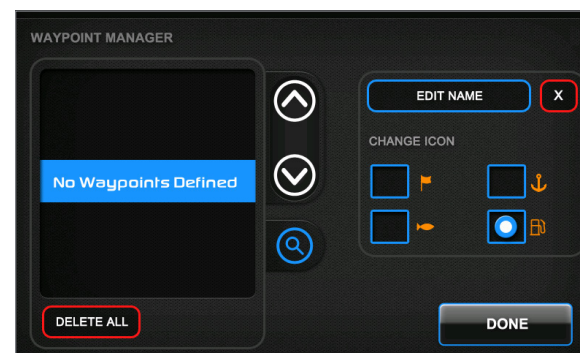 WAYPOINT MANAGER
No Waypoints Defined
DELETE ALL
EDIT NAME
X
CHANGE ICON
DONE